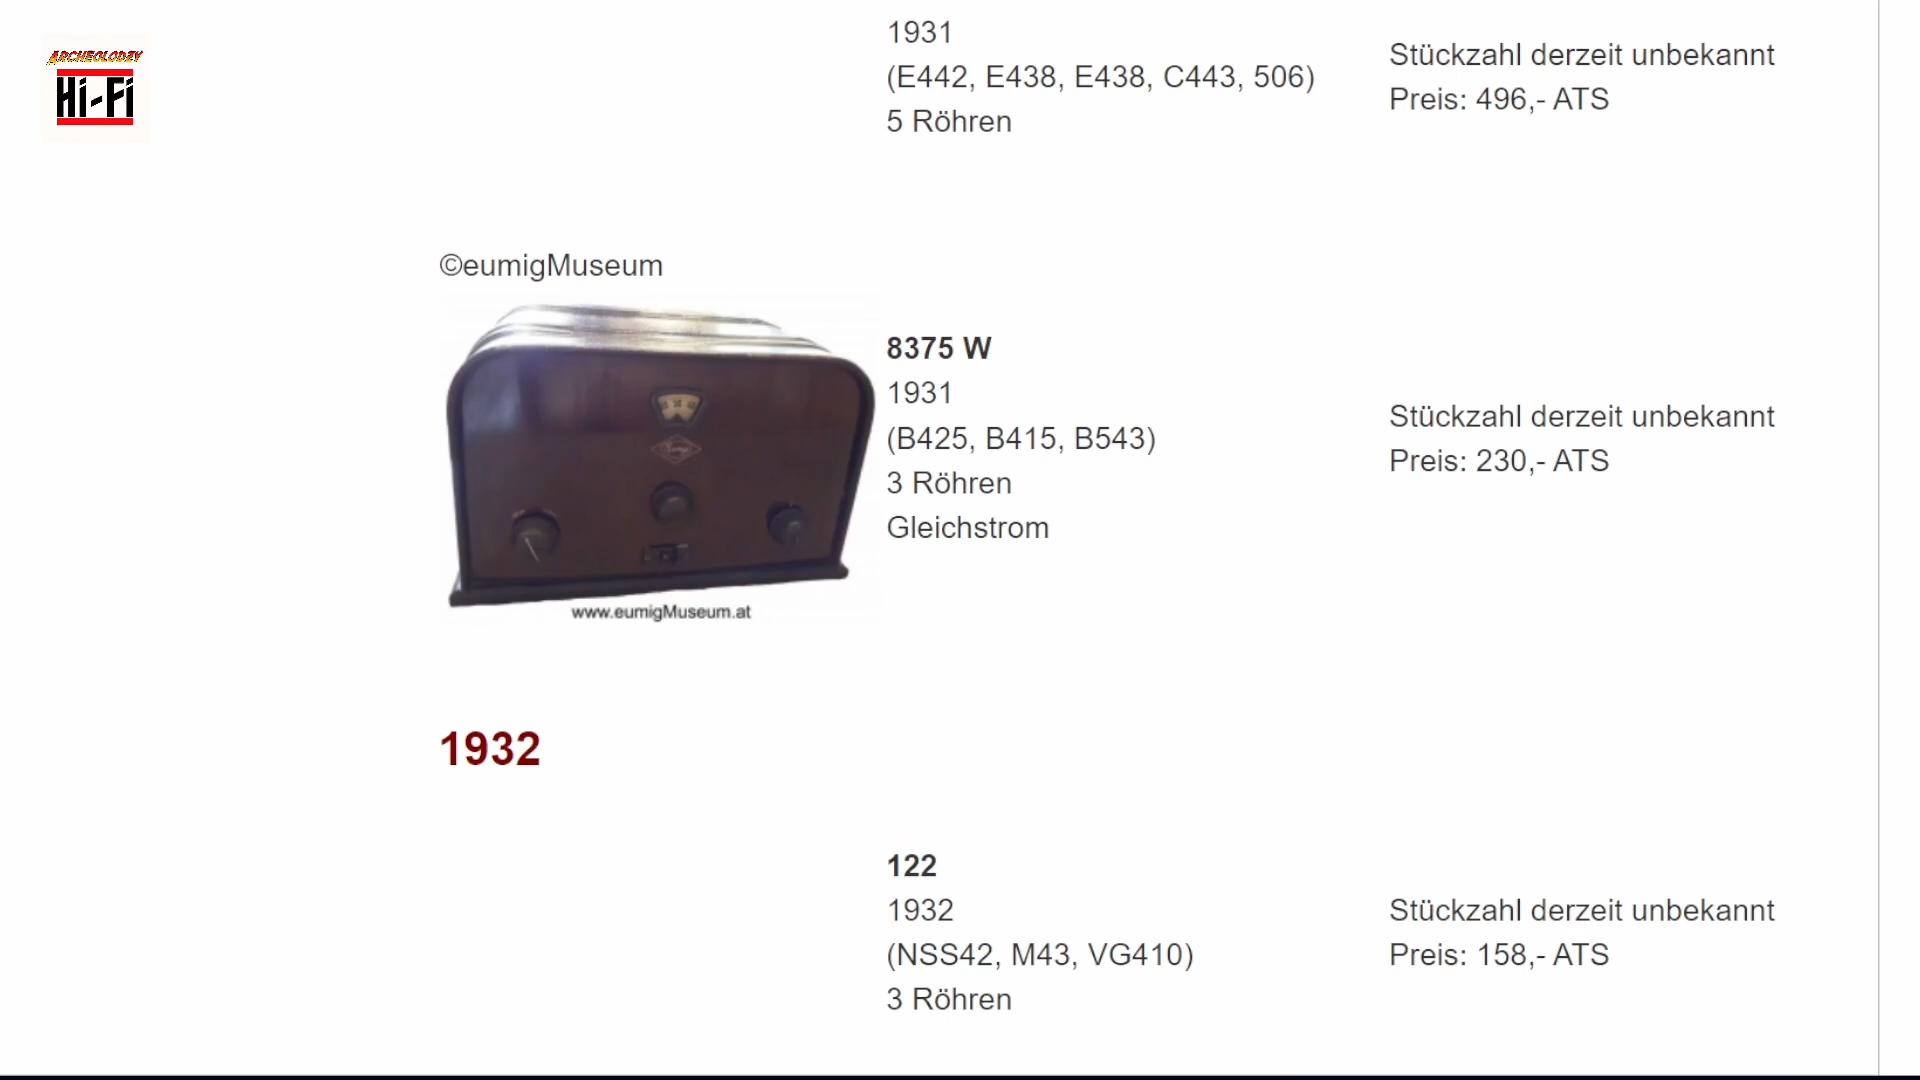 ARCHEOLODZY
Hi-Fi
1931
(E442, E438, E438, C443, 506)
5 Röhren
Stückzahl derzeit unbekannt
Preis: 496,- ATS
©eumigMuseum
www.eumigMuseum.at
8375 W
1931
(B425, B415, B543)
3 Röhren
Gleichstrom
Stückzahl derzeit unbekannt
Preis: 230,- ATS
1932
122
1932
(NSS42, M43, VG410)
3 Röhren
Stückzahl derzeit unbekannt
Preis: 158,- ATS